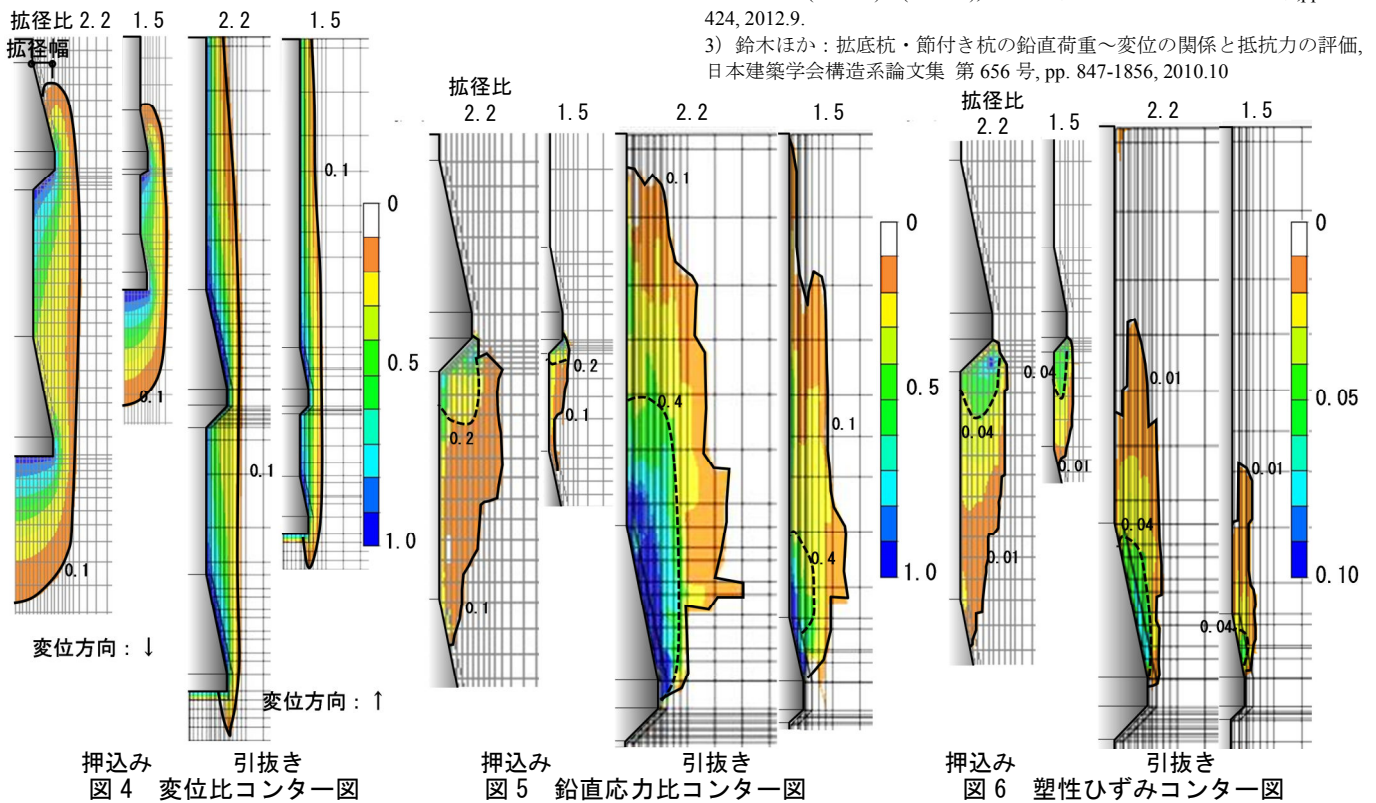 424, 2012.9.
3) 鈴木ほか：拡底杭・節付き杭の鉛直荷重～変位の関係と抵抗力の評価,
日本建築学会構造系論文集 第 656 号, pp. 847-1856, 2010.10
拡径比 2.2 1.5 2.2 1.5
拡径幅
0.1
0.1
0.1
0.1
0
0.5
1.0
変位方向：↓
変位方向：↑
押込み 引抜き
図４ 変位比コンター図
拡径比
2.2 1.5 2.2 1.5
0.2
0.1
0.2
0.1
0.1
0.4
0.1
0.4
0
0.5
1.0
押込み 引抜き
図５ 鉛直応力比コンター図
拡径比
2.2 1.5 2.2 1.5
0.04
0.01
0.04
0.01
0.01
0.04
0.01
0.04
0
0.05
0.10
押込み 引抜き
図６ 塑性ひずみコンター図